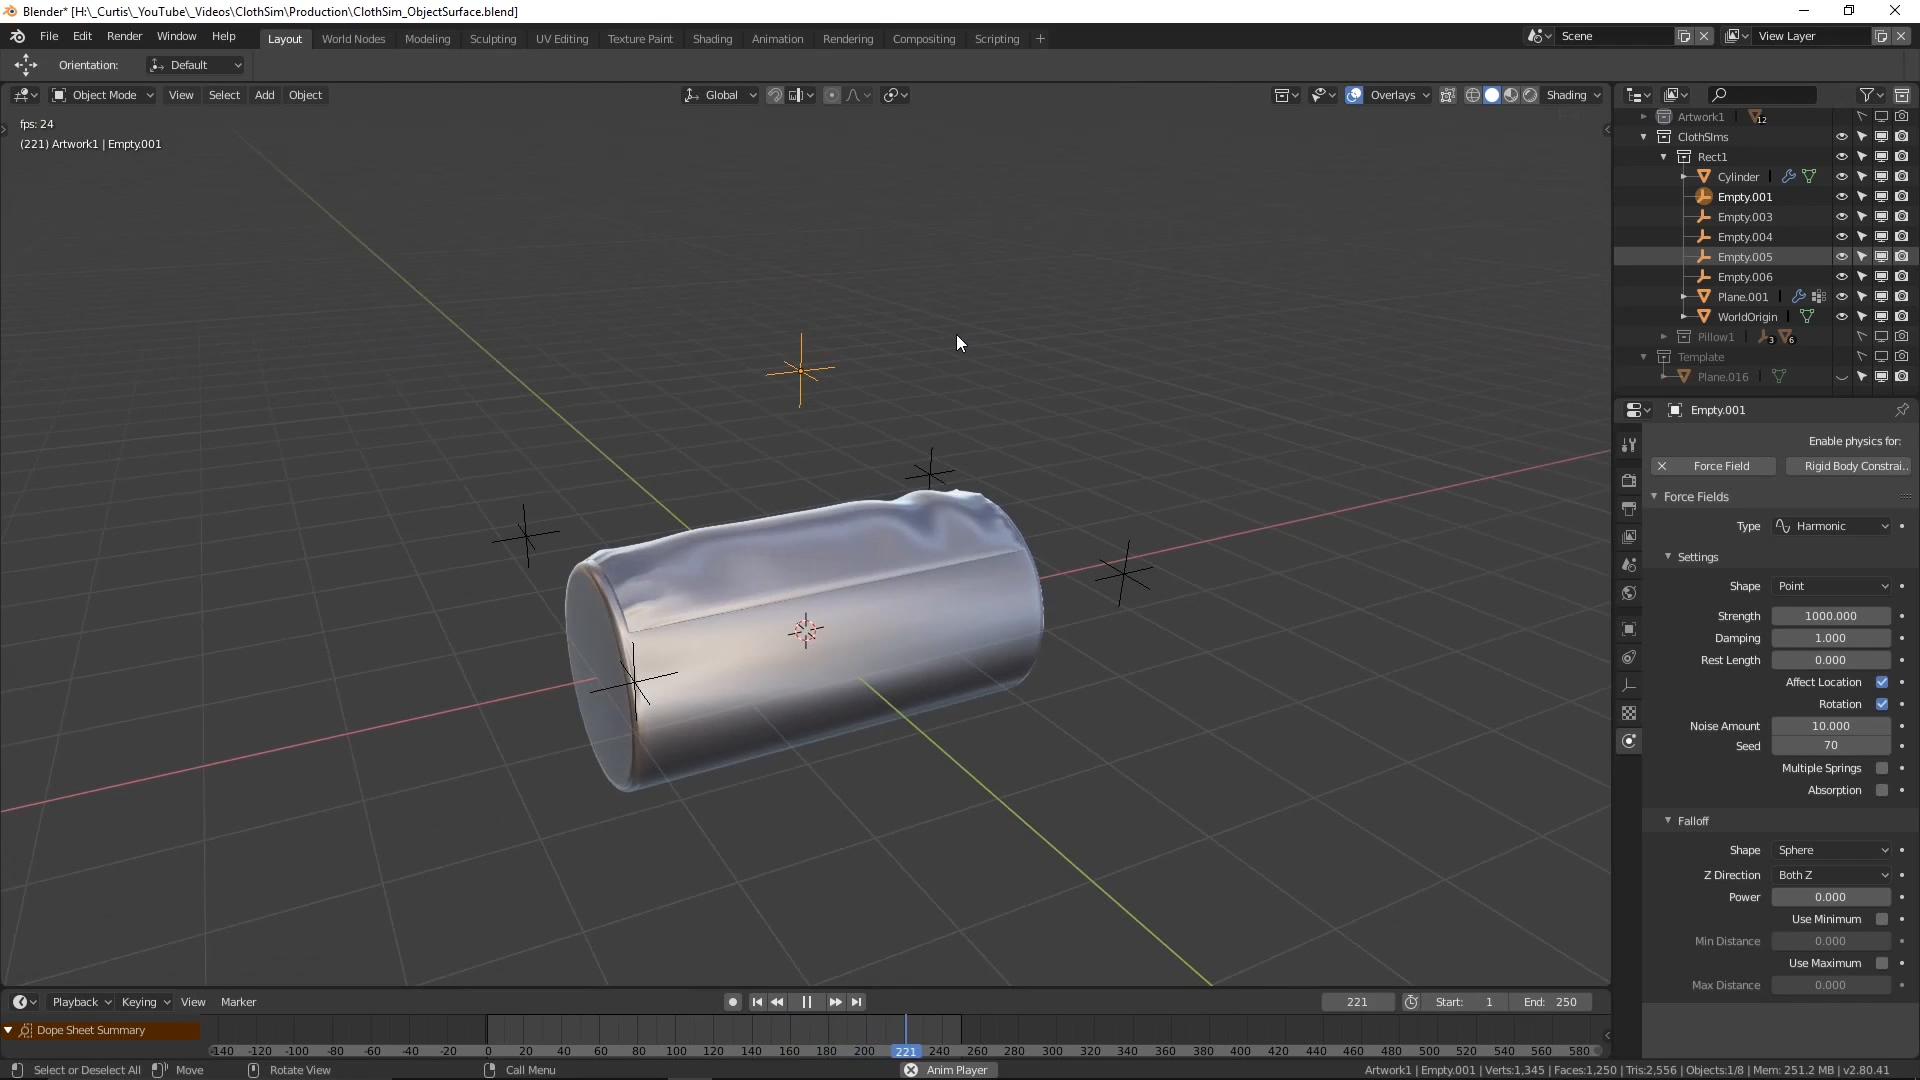 Blender* [H:\_Curtis\_YouTube\_Videos\ClothSim\Production\ClothSim_ObjectSurface.blend]
File Edit Render Window Help Layout World Nodes Modeling Sculpting UV Editing Texture Paint Shading Animation Rendering Compositing Scripting + Scene View Layer
Orientation: Default
Object Mode View Select Add Object Global Overlays Shading
fps: 24
(221) Artwork1 | Empty.001
Artwork1 12
ClothSIms
Rect1
Cylinder
Empty.001
Empty.003
Empty.004
Empty.005
Empty.006
Plane.001
WorldOrigin
Pillow1 3 6
Template
Plane.016
Empty.001
Enable physics for:
Force Field Rigid Body Constrai..
Force Fields
Type Harmonic
Settings
Shape Point
Strength 1000.000
Damping 1.000
Rest Length 0.000
Affect Location
Rotation
Noise Amount 10.000
Seed 70
Multiple Springs
Absorption
Falloff
Shape Sphere
Z Direction Both Z
Power 0.000
Use Minimum
Min Distance 0.000
Use Maximum
Max Distance 0.000
Playback Keying View Marker 221 Start: 1 End: 250
Dope Sheet Summary
-140 -120 -100 -80 -60 -40 -20 0 20 40 60 80 100 120 140 160 180 200 221 240 260 280 300 320 340 360 380 400 420 440 460 480 500 520 540 560 580
Select or Deselect All Move Rotate View Call Menu Anim Player Artwork1 | Empty.001 | Verts:1,345 | Faces:1,250 | Tris:2,556 | Objects:1/8 | Mem: 251.2 MB | v2.80.41